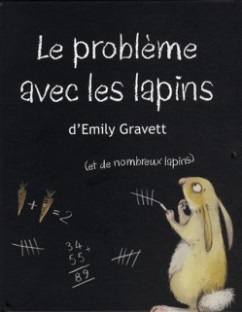 Le problème
avec les lapins
d'Emily Gravett
(et de nombreux lapins)
+ = 2
34
55 +
89